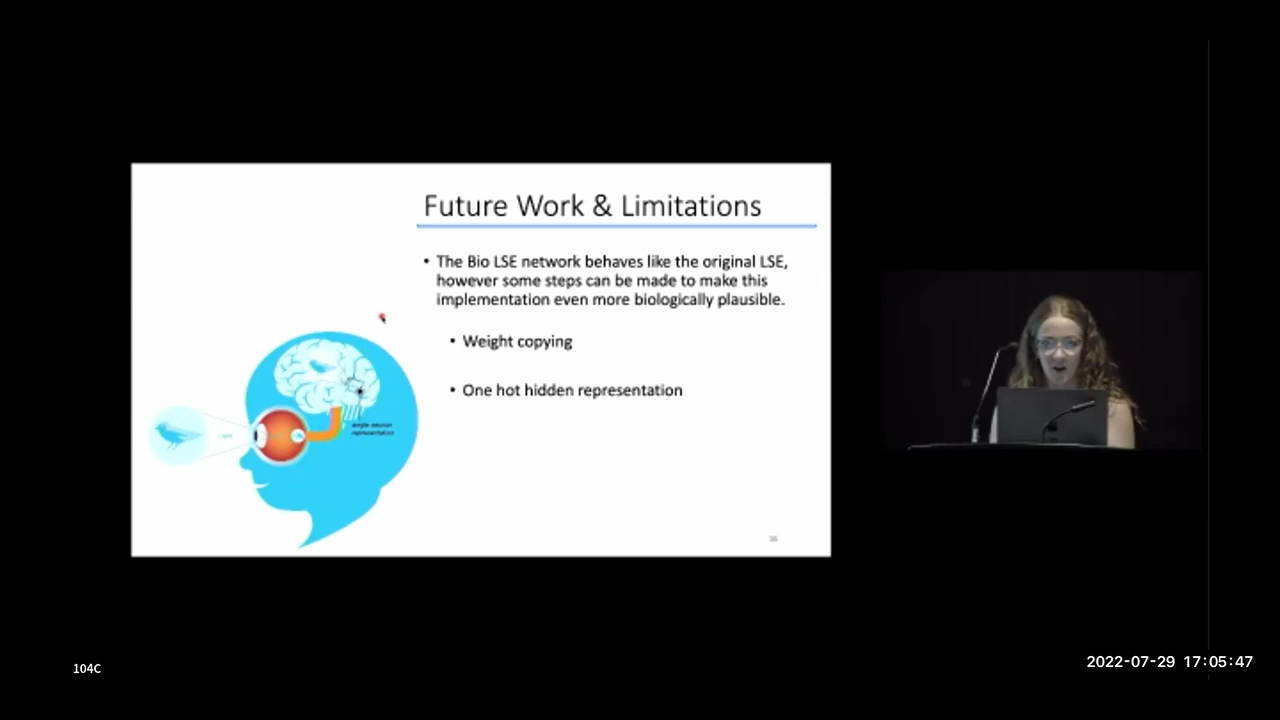 Future Work & Limitations
• The Bio LSE network behaves like the original LSE,
however some steps can be made to make this
implementation even more biologically plausible.
• Weight copying
• One hot hidden representation
16
104C
2022-07-29 17:05:47